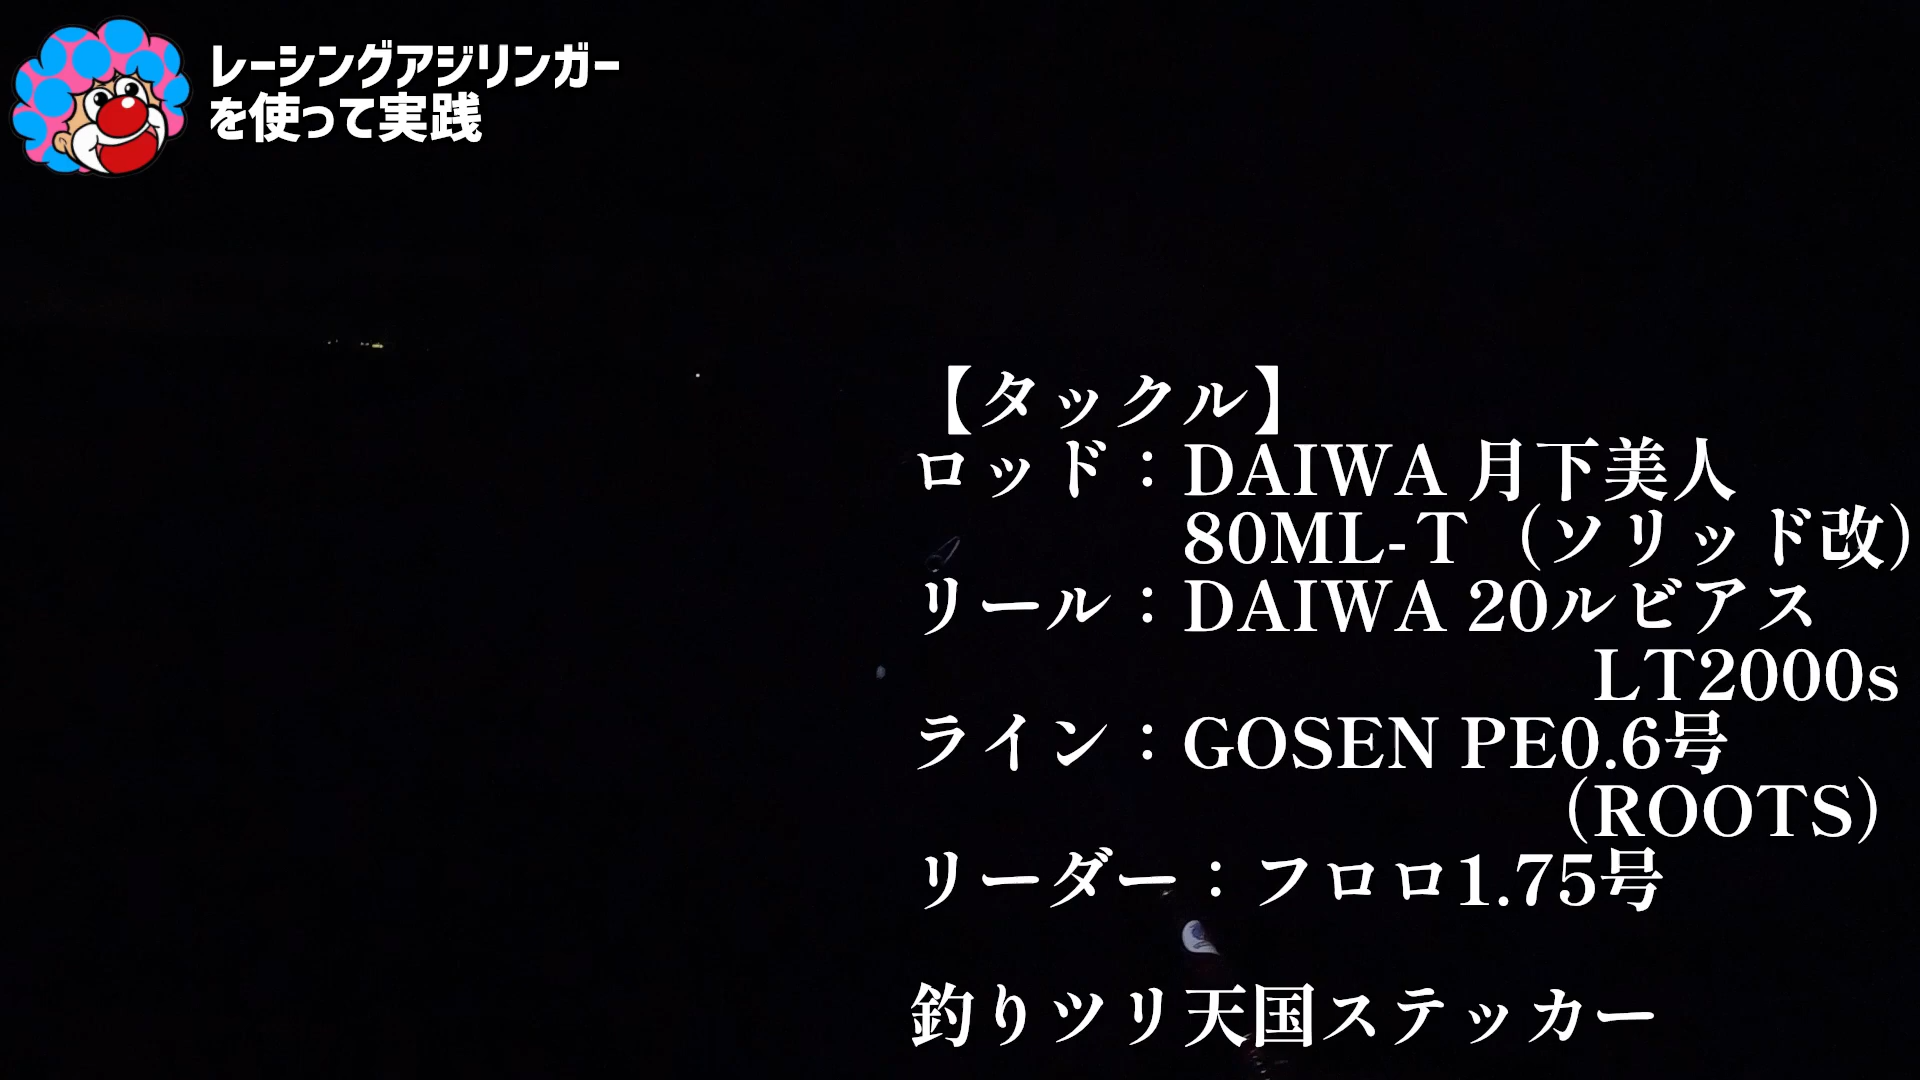 レーシングアジリンガー
を使って実践
【タックル】
ロッド：DAIWA 月下美人
80ML-T（ソリッド改）
リール：DAIWA 20ルビアス
LT2000s
ライン：GOSEN PE0.6号
（ROOTS）
リーダー：フロロ1.75号
釣りツリ天国ステッカー